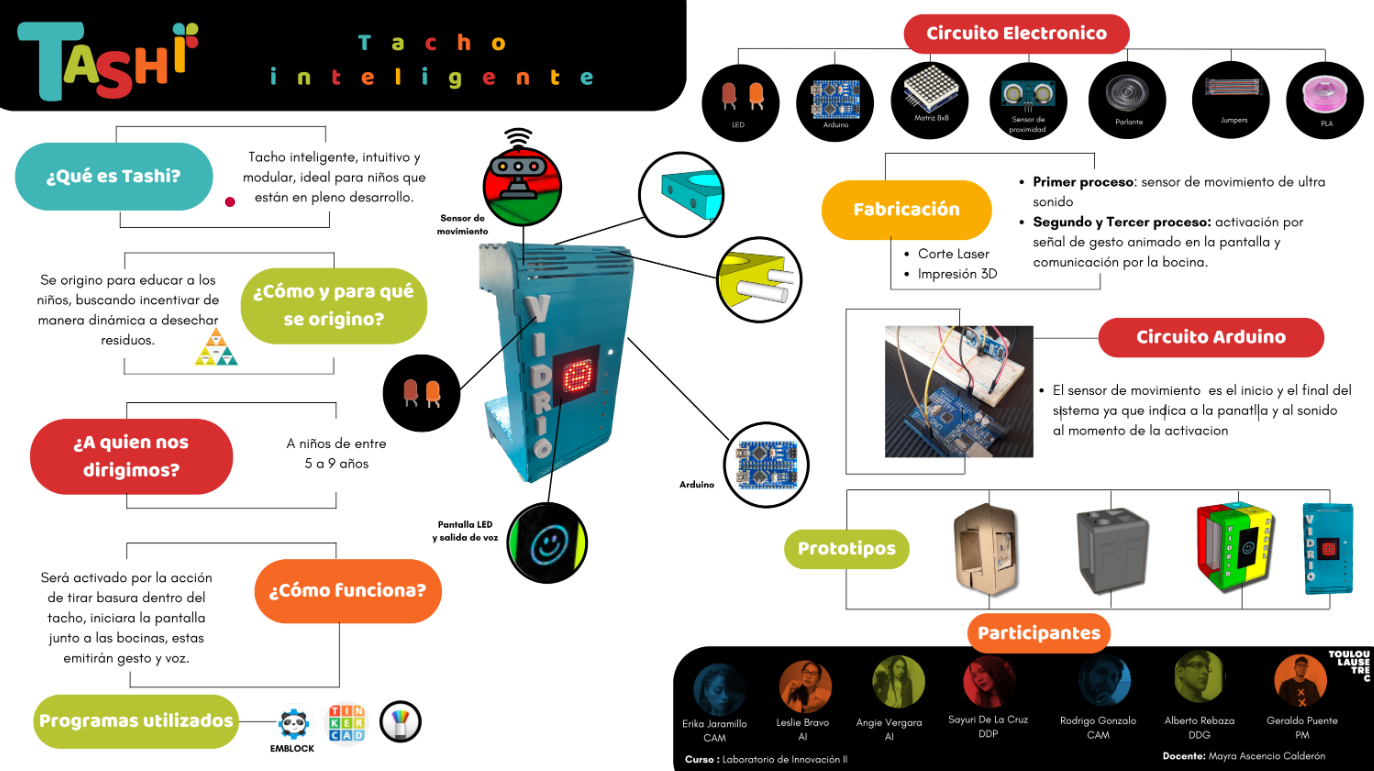 TASHi
Tacho
inteligente
¿Qué es Tashi?
Tacho inteligente, intuitivo y
modular, ideal para niños que
están en pleno desarrollo.
Se origino para educar a los
niños, buscando incentivar de
manera dinámica a desechar
residuos.
¿Cómo y para qué
se origino?
¿A quien nos
dirigimos?
A niños de entre
5 a 9 años
Será activado por la acción
de tirar basura dentro del
tacho, iniciara la pantalla
junto a las bocinas, estas
emitirán gesto y voz.
¿Cómo funciona?
Programas utilizados
EMBLOCK
TIN
KER
CAD
Sensor de
movimiento
VIDRIO
Arduino
Pantalla LED
y salida de voz
Circuito Electronico
LED
Arduino
Matriz 8x8
Sensor de
proximidad
Parlante
Jumpers
PLA
Fabricación
• Corte Laser
• Impresión 3D
• Primer proceso: sensor de movimiento de ultra
sonido
• Segundo y Tercer proceso: activación por
señal de gesto animado en la pantalla y
comunicación por la bocina.
Circuito Arduino
• El sensor de movimiento es el inicio y el final del
sistema ya que indica a la panatlla y al sonido
al momento de la activacion
Prototipos
VIDRIO
VIDRIO
Participantes
TOULOU
LAUSE
TRE
C
Erika Jaramillo
CAM
Leslie Bravo
AI
Angie Vergara
AI
Sayuri De La Cruz
DDP
Rodrigo Gonzalo
CAM
Alberto Rebaza
DDG
Geraldo Puente
PM
Curso : Laboratorio de Innovación II
Docente: Mayra Ascencio Calderón